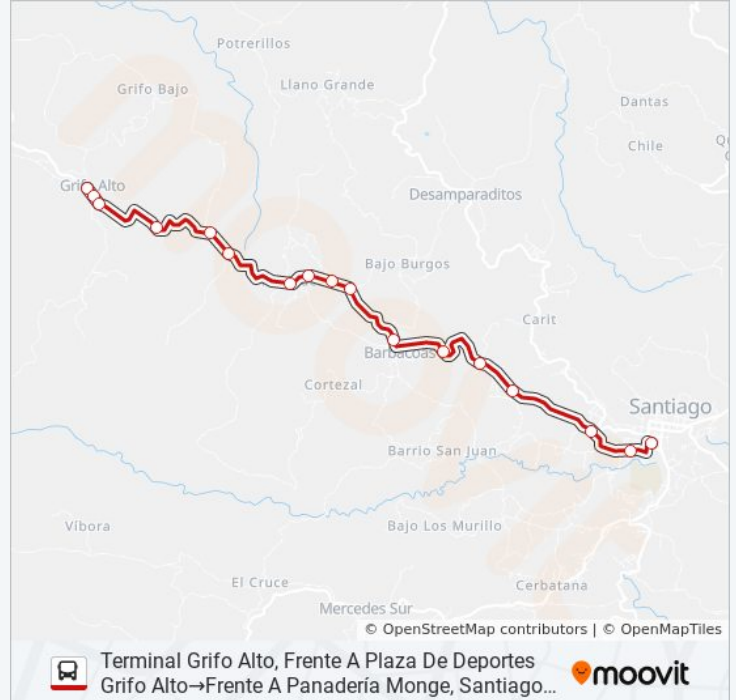 Potrerillos
Grifo Bajo
Llano Grande
Dantas
Chile
Grifo Alto
Desamparaditos
Bajo Burgos
Carit
Barbacoas
Cortezal
Santiago
Barrio San Juan
Víbora
Bajo Los Murillo
El Cruce
Cerbatana
Mercedes Sur
© OpenStreetMap contributors | © OpenMapTiles
Terminal Grifo Alto, Frente A Plaza De Deportes
Grifo Alto→Frente A Panadería Monge, Santiago…
moovit